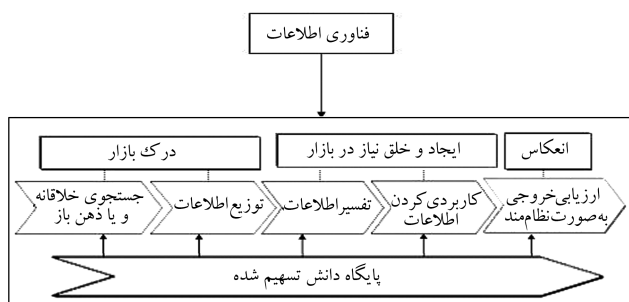 فناوری اطلاعات
درک بازار
ایجاد و خلق نیاز در بازار
انعکاس
جستجوی خلاقانه
و یا ذهن باز
توزیع اطلاعات
تفسیر اطلاعات
کاربردی کردن
اطلاعات
ارزیابی خروجی
به صورت نظام‌مند
پایگاه دانش تسهیم شده